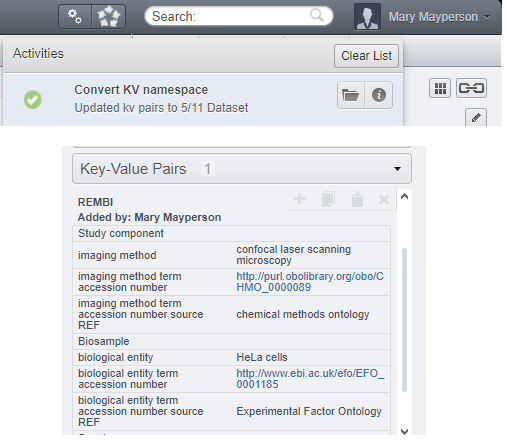 Search:
Mary Mayperson
Activities
Clear List
Convert KV namespace
Updated kv pairs to 5/11 Dataset
Key-Value Pairs 1
REMBI
Added by: Mary Mayperson
Study component
imaging method
confocal laser scanning
microscopy
imaging method term
accession number
http://purl.obolibrary.org/obo/C
HMO_0000089
imaging method term
accession number source
REF
chemical methods ontology
Biosample
biological entity
HeLa cells
biological entity term
accession number
http://www.ebi.ac.uk/efo/EFO_
0001185
biological entity term
accession number source
REF
Experimental Factor Ontology